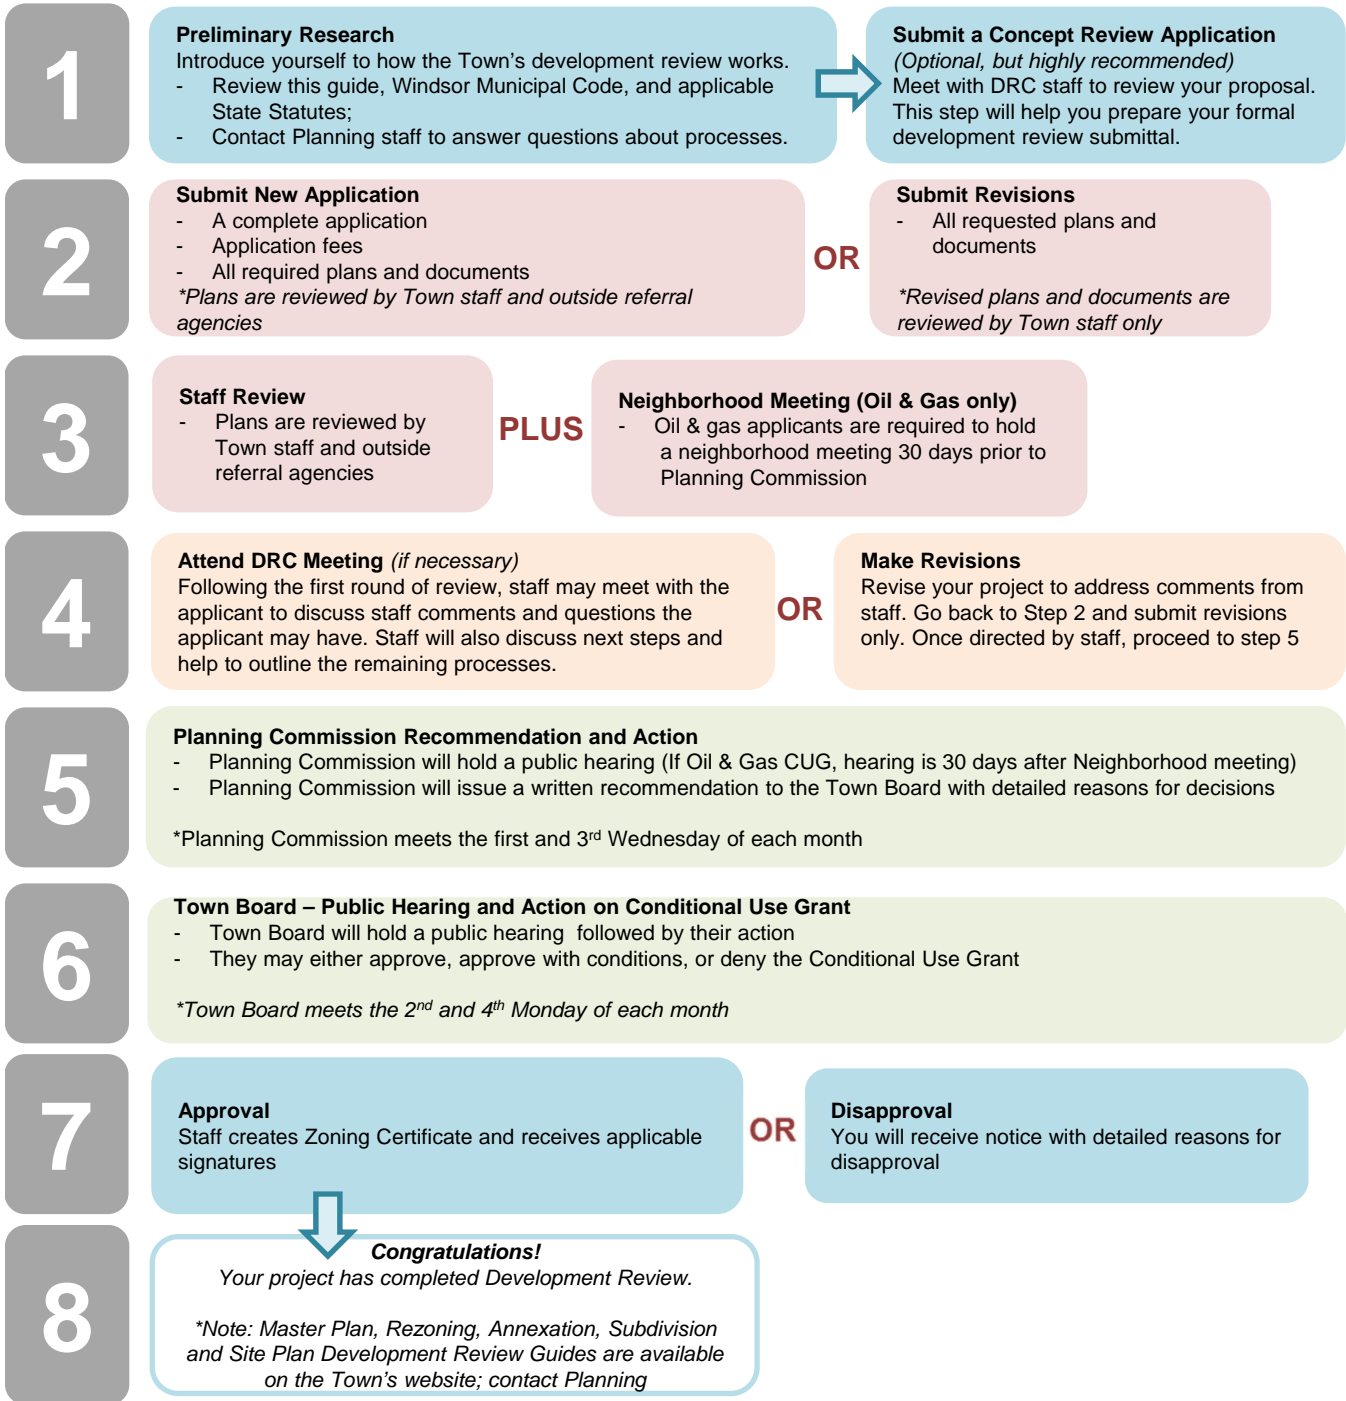 1
Preliminary Research
Introduce yourself to how the Town's development review works.
- Review this guide, Windsor Municipal Code, and applicable
State Statutes;
- Contact Planning staff to answer questions about processes.
Submit a Concept Review Application
(Optional, but highly recommended)
Meet with DRC staff to review your proposal.
This step will help you prepare your formal
development review submittal.
2
Submit New Application
- A complete application
- Application fees
- All required plans and documents
*Plans are reviewed by Town staff and outside referral
agencies
OR
Submit Revisions
- All requested plans and
documents
*Revised plans and documents are
reviewed by Town staff only
3
Staff Review
- Plans are reviewed by
Town staff and outside
referral agencies
PLUS
Neighborhood Meeting (Oil & Gas only)
- Oil & gas applicants are required to hold
a neighborhood meeting 30 days prior to
Planning Commission
4
Attend DRC Meeting (if necessary)
Following the first round of review, staff may meet with the
applicant to discuss staff comments and questions the
applicant may have. Staff will also discuss next steps and
help to outline the remaining processes.
OR
Make Revisions
Revise your project to address comments from
staff. Go back to Step 2 and submit revisions
only. Once directed by staff, proceed to step 5
5
Planning Commission Recommendation and Action
- Planning Commission will hold a public hearing (If Oil & Gas CUG, hearing is 30 days after Neighborhood meeting)
- Planning Commission will issue a written recommendation to the Town Board with detailed reasons for decisions
*Planning Commission meets the first and 3rd Wednesday of each month
6
Town Board – Public Hearing and Action on Conditional Use Grant
- Town Board will hold a public hearing followed by their action
- They may either approve, approve with conditions, or deny the Conditional Use Grant
*Town Board meets the 2nd and 4th Monday of each month
7
Approval
Staff creates Zoning Certificate and receives applicable
signatures
OR
Disapproval
You will receive notice with detailed reasons for
disapproval
8
Congratulations!
Your project has completed Development Review.
*Note: Master Plan, Rezoning, Annexation, Subdivision
and Site Plan Development Review Guides are available
on the Town's website; contact Planning